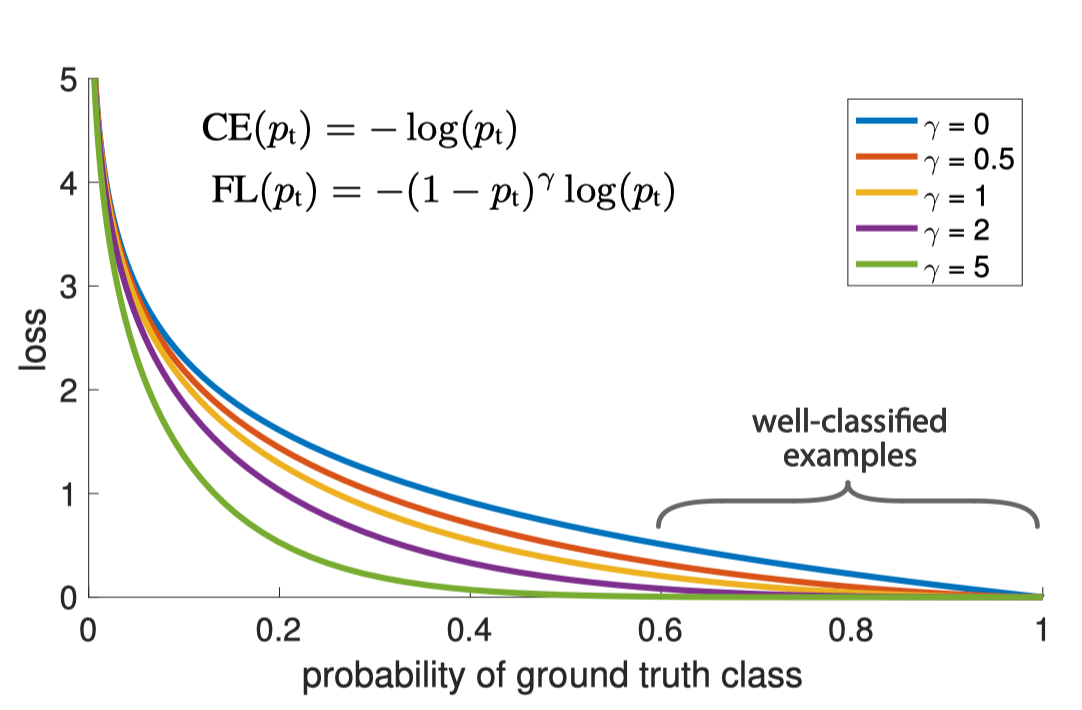 CE(pₜ) = − log(pₜ)
FL(pₜ) = −(1 − pₜ)^γ log(pₜ)
γ = 0
γ = 0.5
γ = 1
γ = 2
γ = 5
well-classified
examples
loss
5
4
3
2
1
0
0 0.2 0.4 0.6 0.8 1
probability of ground truth class